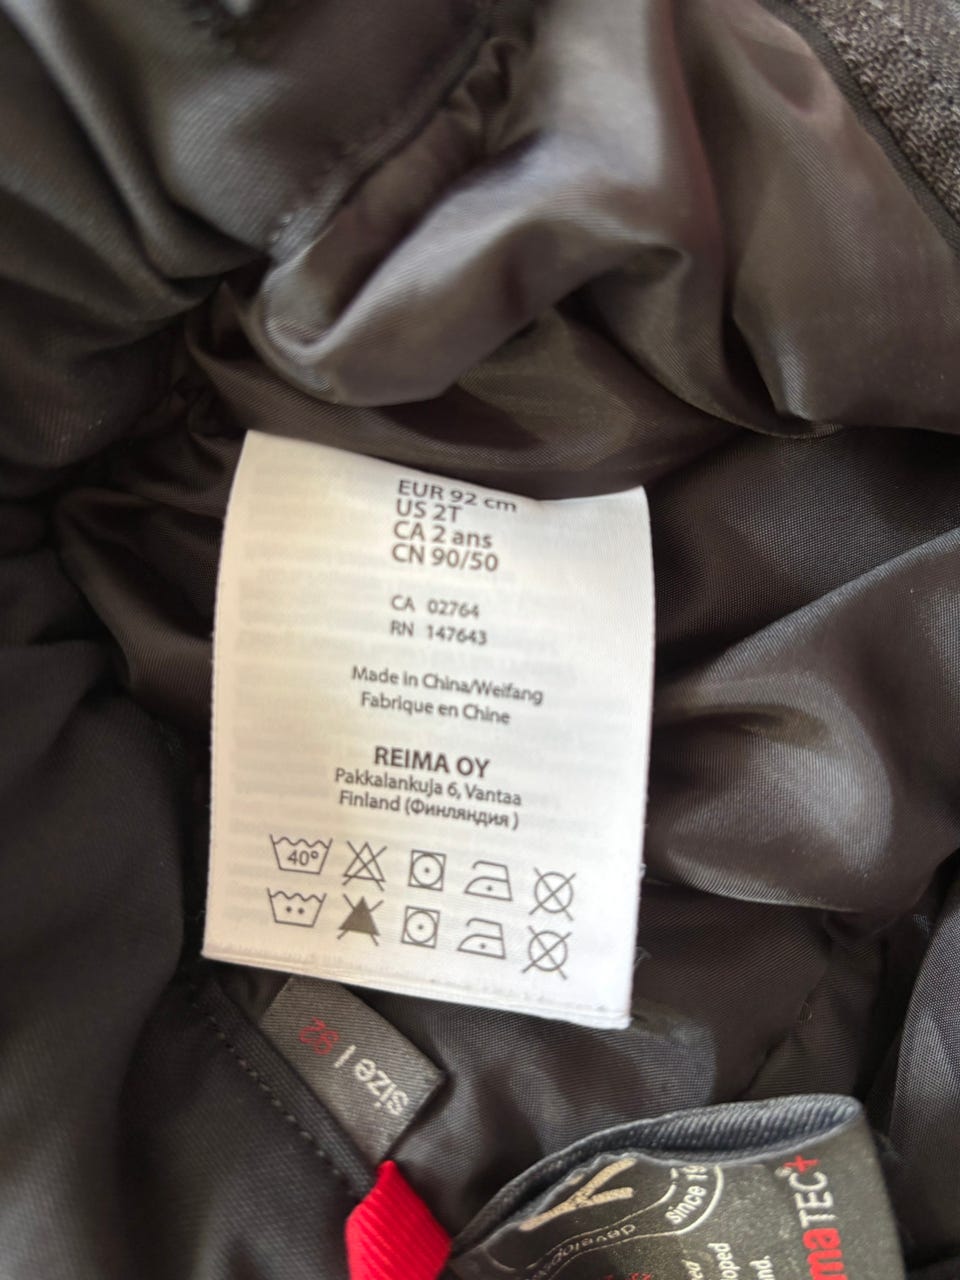 EUR 92 cm
US 2T
CA 2 ans
CN 90/50
CA 02764
RN 147643
Made in China/Weifang
Fabrique en Chine
REIMA OY
Pakkalankuja 6, Vantaa
Finland (Финляндия )
40°
size | 92
since 19
maTEC®+